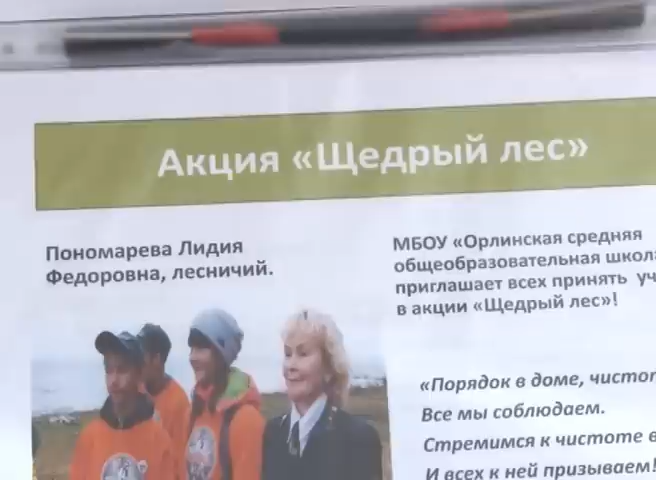 Акция «Щедрый лес»
Пономарева Лидия
Федоровна, лесничий.
МБОУ «Орлинская средняя
общеобразовательная
приглашает всех принять
в акции «Щедрый лес»!
«Порядок в доме,
Все мы соблюдаем.
Стремимся к чистоте
И всех к ней призываем!